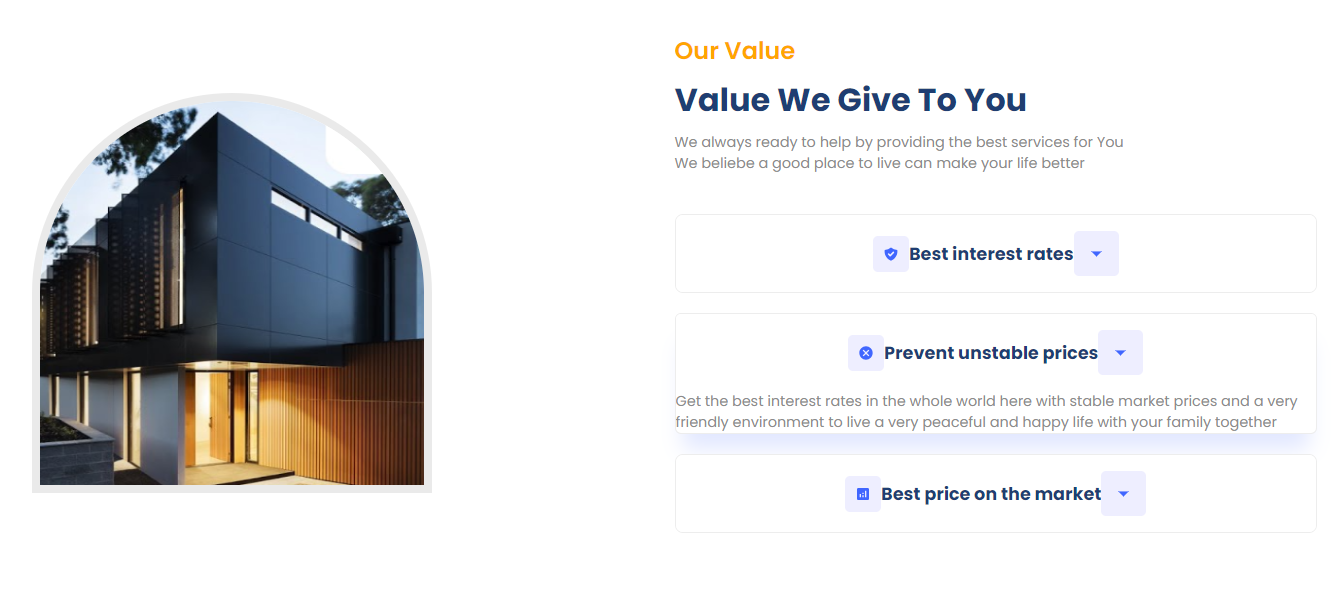 Our Value
Value We Give To You
We always ready to help by providing the best services for You
We beliebe a good place to live can make your life better
Best interest rates
Prevent unstable prices
Get the best interest rates in the whole world here with stable market prices and a very
friendly environment to live a very peaceful and happy life with your family together
Best price on the market